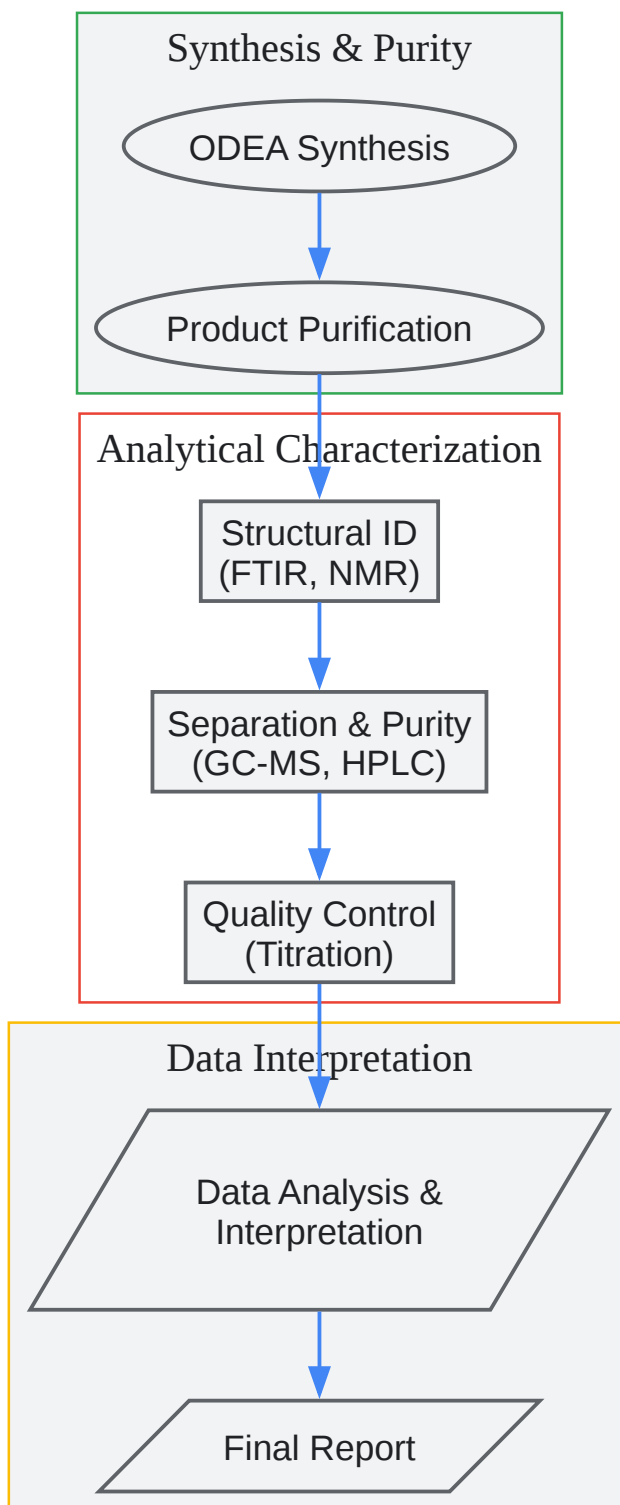 Synthesis & Purity
ODEA Synthesis
Product Purification
Analytical Characterization
Structural ID
(FTIR, NMR)
Separation & Purity
(GC-MS, HPLC)
Quality Control
(Titration)
Data Interpretation
Data Analysis &
Interpretation
Final Report